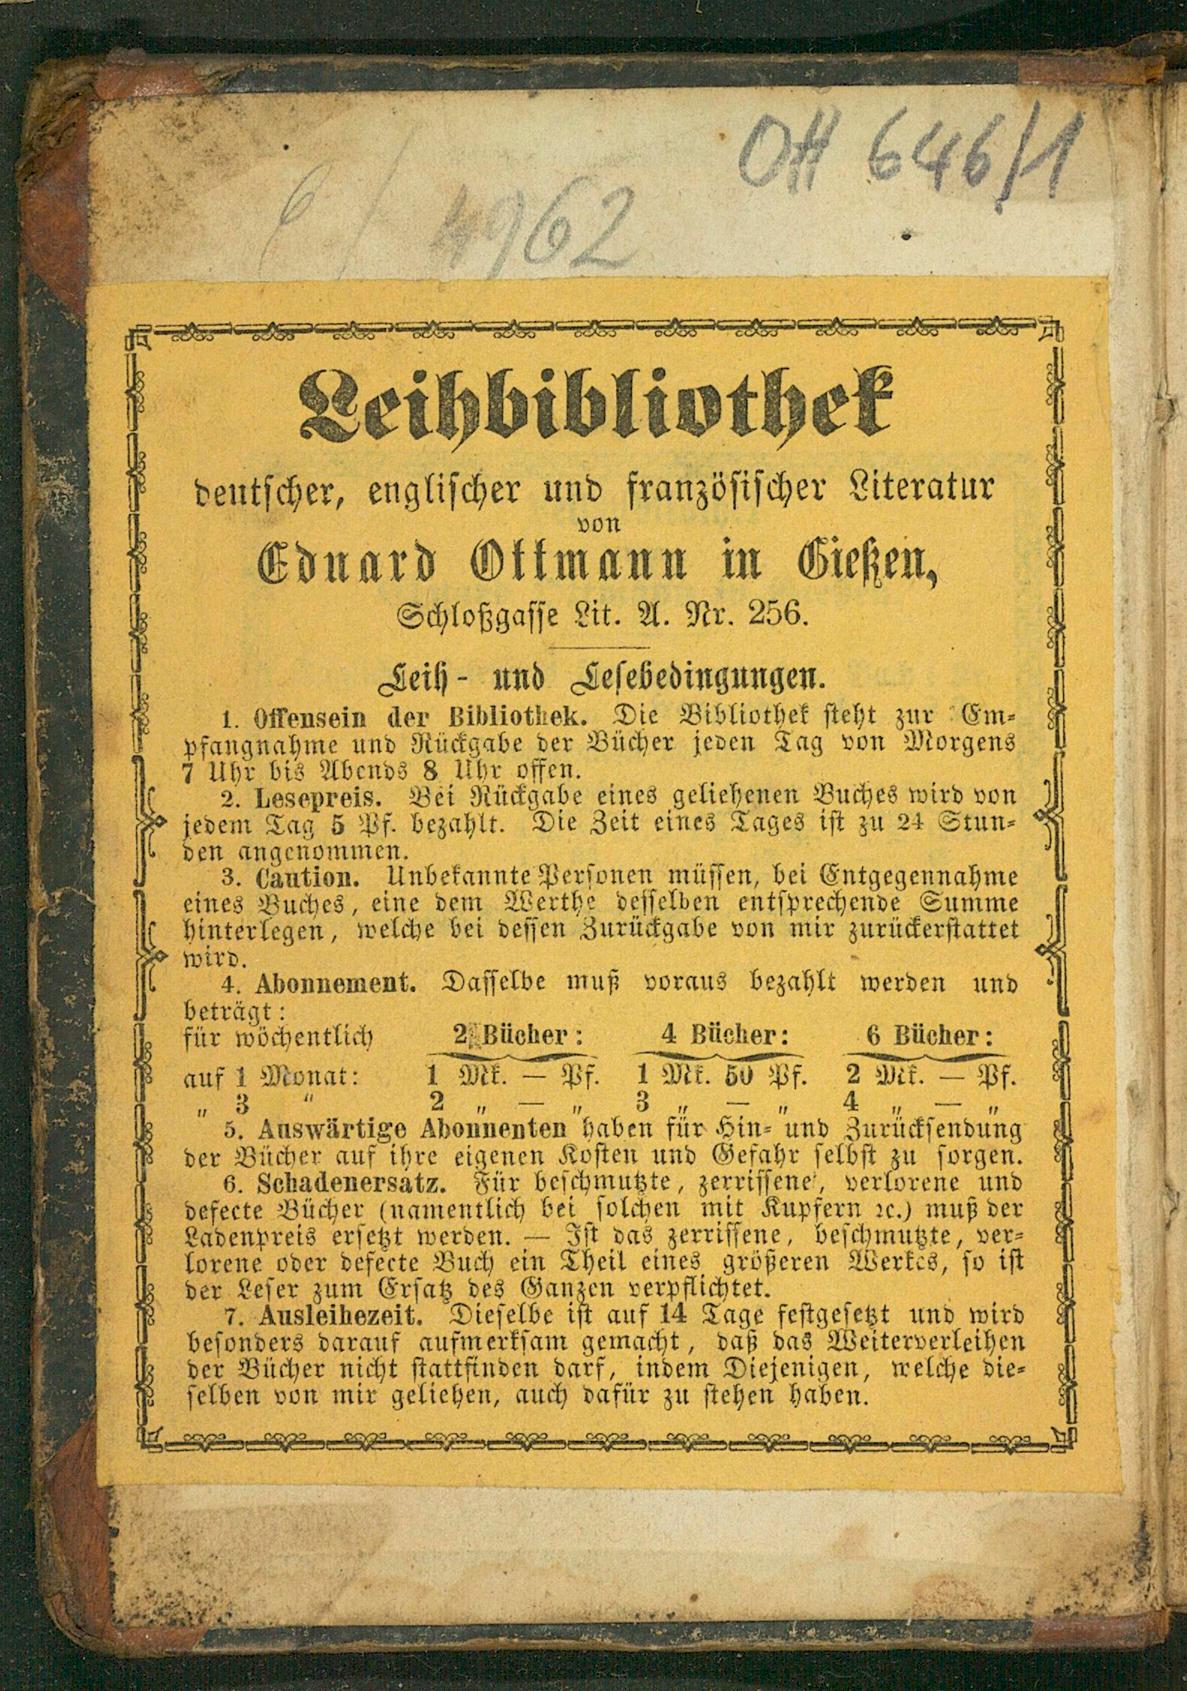 OH 646/1
6/
4962
Leihbibliothek
deutscher, englischer und französischer Literatur
von
Eduard Ottmann in Gießen,
Schloßgasse Lit. A. Nr. 256.
Leih- und Lesebedingungen.
1. Offensein der Bibliothek. Die Bibliothek steht zur Em-
pfangnahme und Rückgabe der Bücher jeden Tag von Morgens
7 Uhr bis Abends 8 Uhr offen.
2. Lesepreis. Bei Rückgabe eines geliehenen Buches wird von
jedem Tag 5 Pf. bezahlt. Die Zeit eines Tages ist zu 24 Stun-
den angenommen.
3. Caution. Unbekannte Personen müssen, bei Entgegennahme
eines Buches, eine dem Werthe desselben entsprechende Summe
hinterlegen, welche bei dessen Zurückgabe von mir zurückerstattet
wird.
4. Abonnement. Dasselbe muß voraus bezahlt werden und
beträgt:
für wöchentlich 2 Bücher: 4 Bücher: 6 Bücher:
auf 1 Monat: 1 Mk. — Pf. 1 Mk. 50 Pf. 2 Mk. — Pf.
„ 3 „ 2 „ — „ 3 „ — „ 4 „ — „
5. Auswärtige Abonnenten haben für Hin- und Zurücksendung
der Bücher auf ihre eigenen Kosten und Gefahr selbst zu sorgen.
6. Schadenersatz. Für beschmutzte, zerrissene, verlorene und
defecte Bücher (namentlich bei solchen mit Kupfern ꝛc.) muß der
Ladenpreis ersetzt werden. — Ist das zerrissene, beschmutzte, ver-
lorene oder defecte Buch ein Theil eines größeren Werkes, so ist
der Leser zum Ersatz des Ganzen verpflichtet.
7. Ausleihezeit. Dieselbe ist auf 14 Tage festgesetzt und wird
besonders darauf aufmerksam gemacht, daß das Weiterverleihen
der Bücher nicht stattfinden darf, indem Diejenigen, welche die-
selben von mir geliehen, auch dafür zu stehen haben.